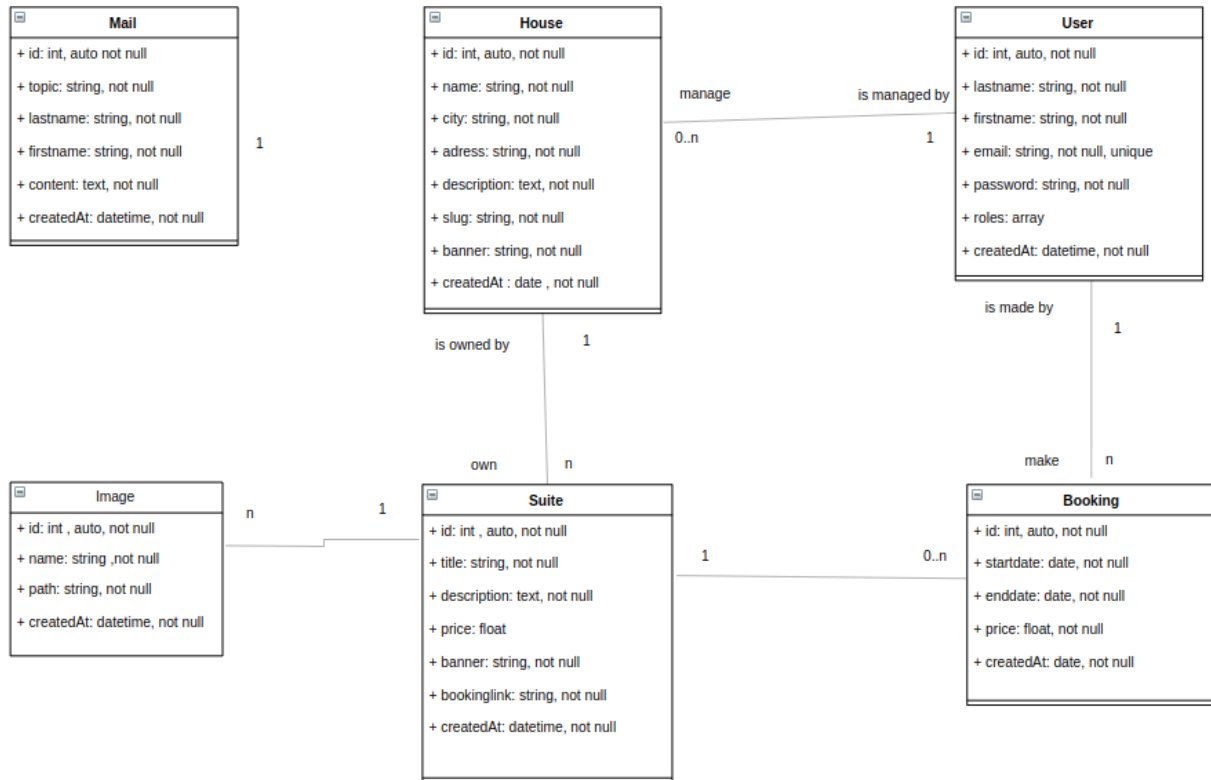 Mail
+ id: int, auto not null
+ topic: string, not null
+ lastname: string, not null
+ firstname: string, not null
+ content: text, not null
+ createdAt: datetime, not null
1
House
+ id: int, auto, not null
+ name: string, not null
+ city: string, not null
+ adress: string, not null
+ description: text, not null
+ slug: string, not null
+ banner: string, not null
+ createdAt : date , not null
manage
0..n
is managed by
1
User
+ id: int, auto, not null
+ lastname: string, not null
+ firstname: string, not null
+ email: string, not null, unique
+ password: string, not null
+ roles: array
+ createdAt: datetime, not null
is owned by
1
own
n
is made by
1
make
n
Image
+ id: int , auto, not null
+ name: string ,not null
+ path: string, not null
+ createdAt: datetime, not null
n
1
Suite
+ id: int , auto, not null
+ title: string, not null
+ description: text, not null
+ price: float
+ banner: string, not null
+ bookinglink: string, not null
+ createdAt: datetime, not null
1
0..n
Booking
+ id: int, auto, not null
+ startdate: date, not null
+ enddate: date, not null
+ price: float, not null
+ createdAt: date, not null